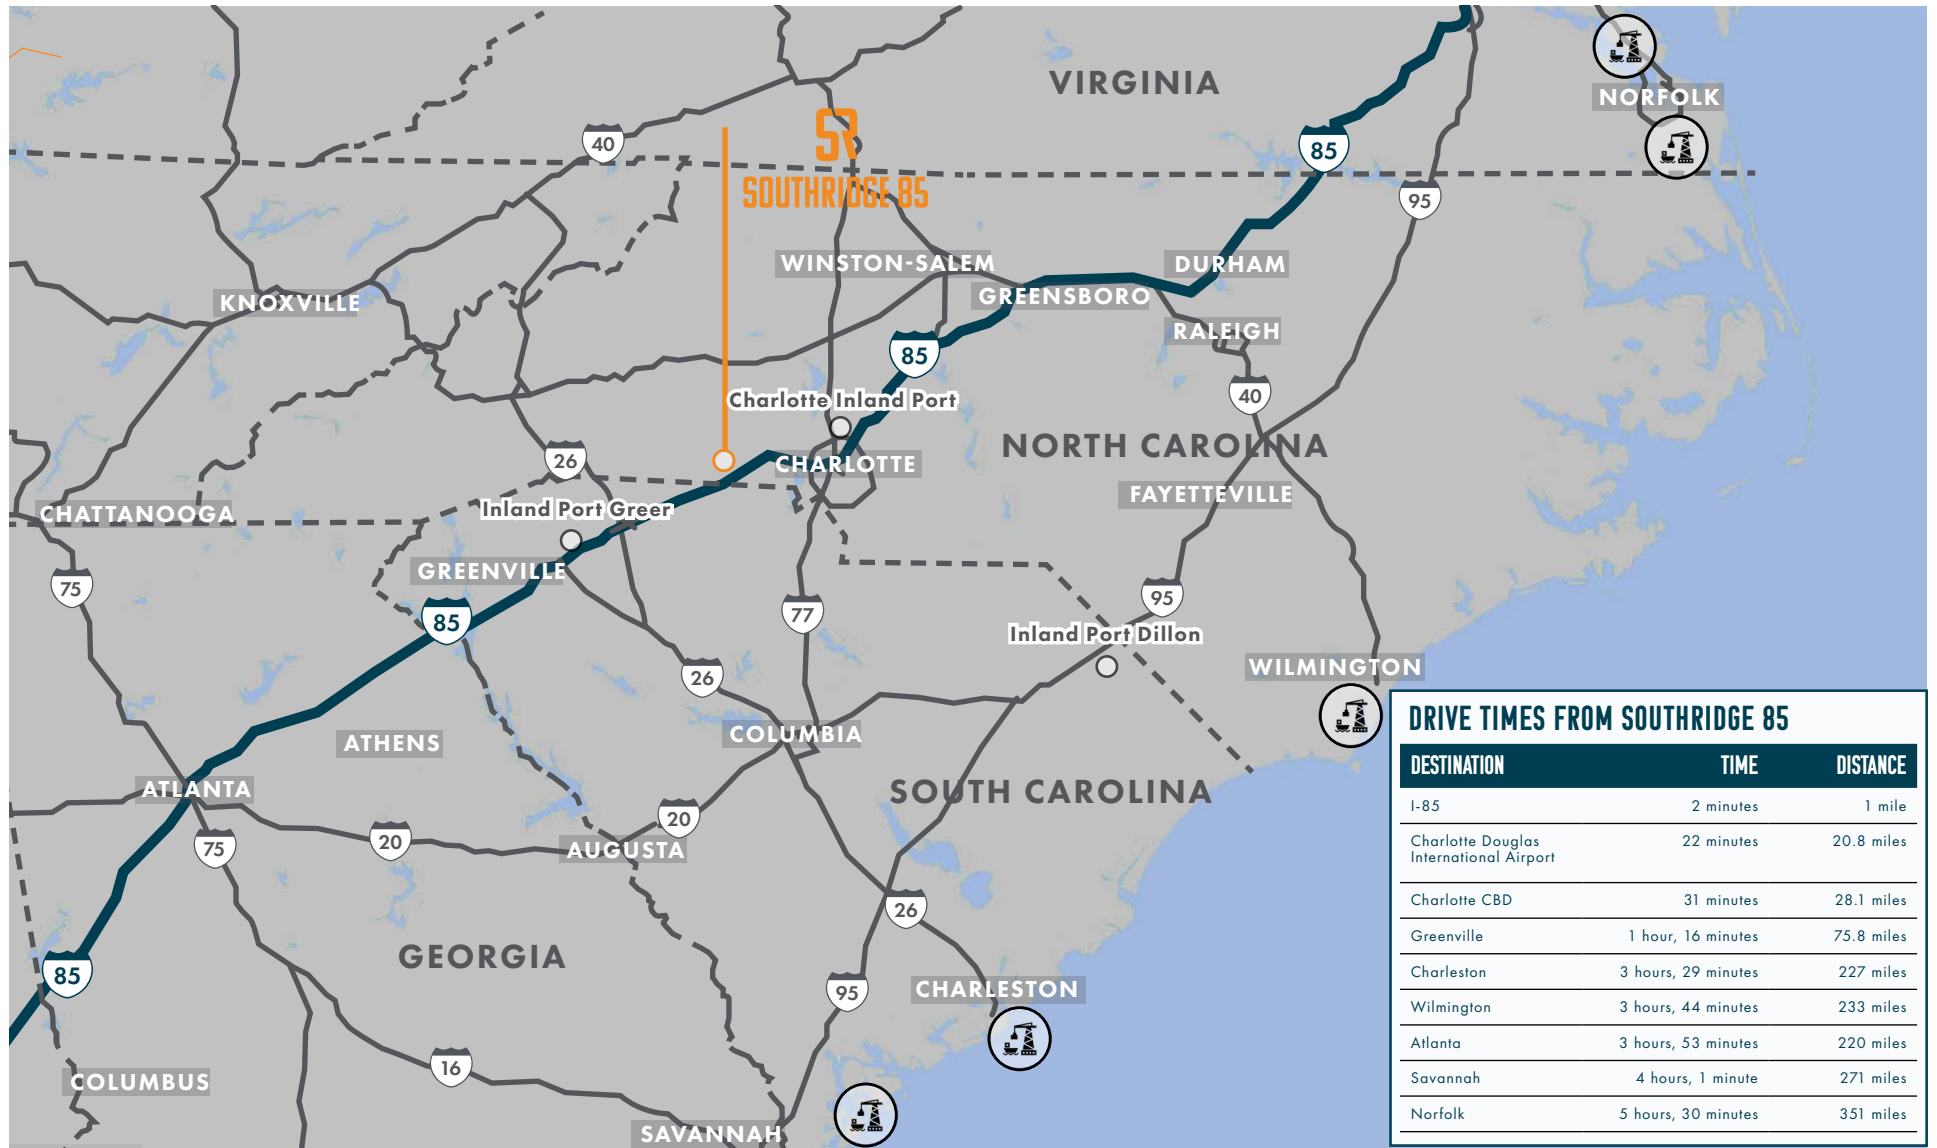 VIRGINIA
NORFOLK
40
SR
SOUTHRIDGE 85
85
95
WINSTON-SALEM
DURHAM
GREENSBORO
KNOXVILLE
RALEIGH
85
40
Charlotte Inland Port
NORTH CAROLINA
26
CHARLOTTE
FAYETTEVILLE
CHATTANOOGA
Inland Port Greer
GREENVILLE
75
85
77
95
Inland Port Dillon
WILMINGTON
26
COLUMBIA
ATHENS
ATLANTA
SOUTH CAROLINA
20
75
20
AUGUSTA
26
GEORGIA
85
95
CHARLESTON
16
COLUMBUS
SAVANNAH
DRIVE TIMES FROM SOUTHRIDGE 85
DESTINATION TIME DISTANCE
I-85 2 minutes 1 mile
Charlotte Douglas 22 minutes 20.8 miles
International Airport
Charlotte CBD 31 minutes 28.1 miles
Greenville 1 hour, 16 minutes 75.8 miles
Charleston 3 hours, 29 minutes 227 miles
Wilmington 3 hours, 44 minutes 233 miles
Atlanta 3 hours, 53 minutes 220 miles
Savannah 4 hours, 1 minute 271 miles
Norfolk 5 hours, 30 minutes 351 miles